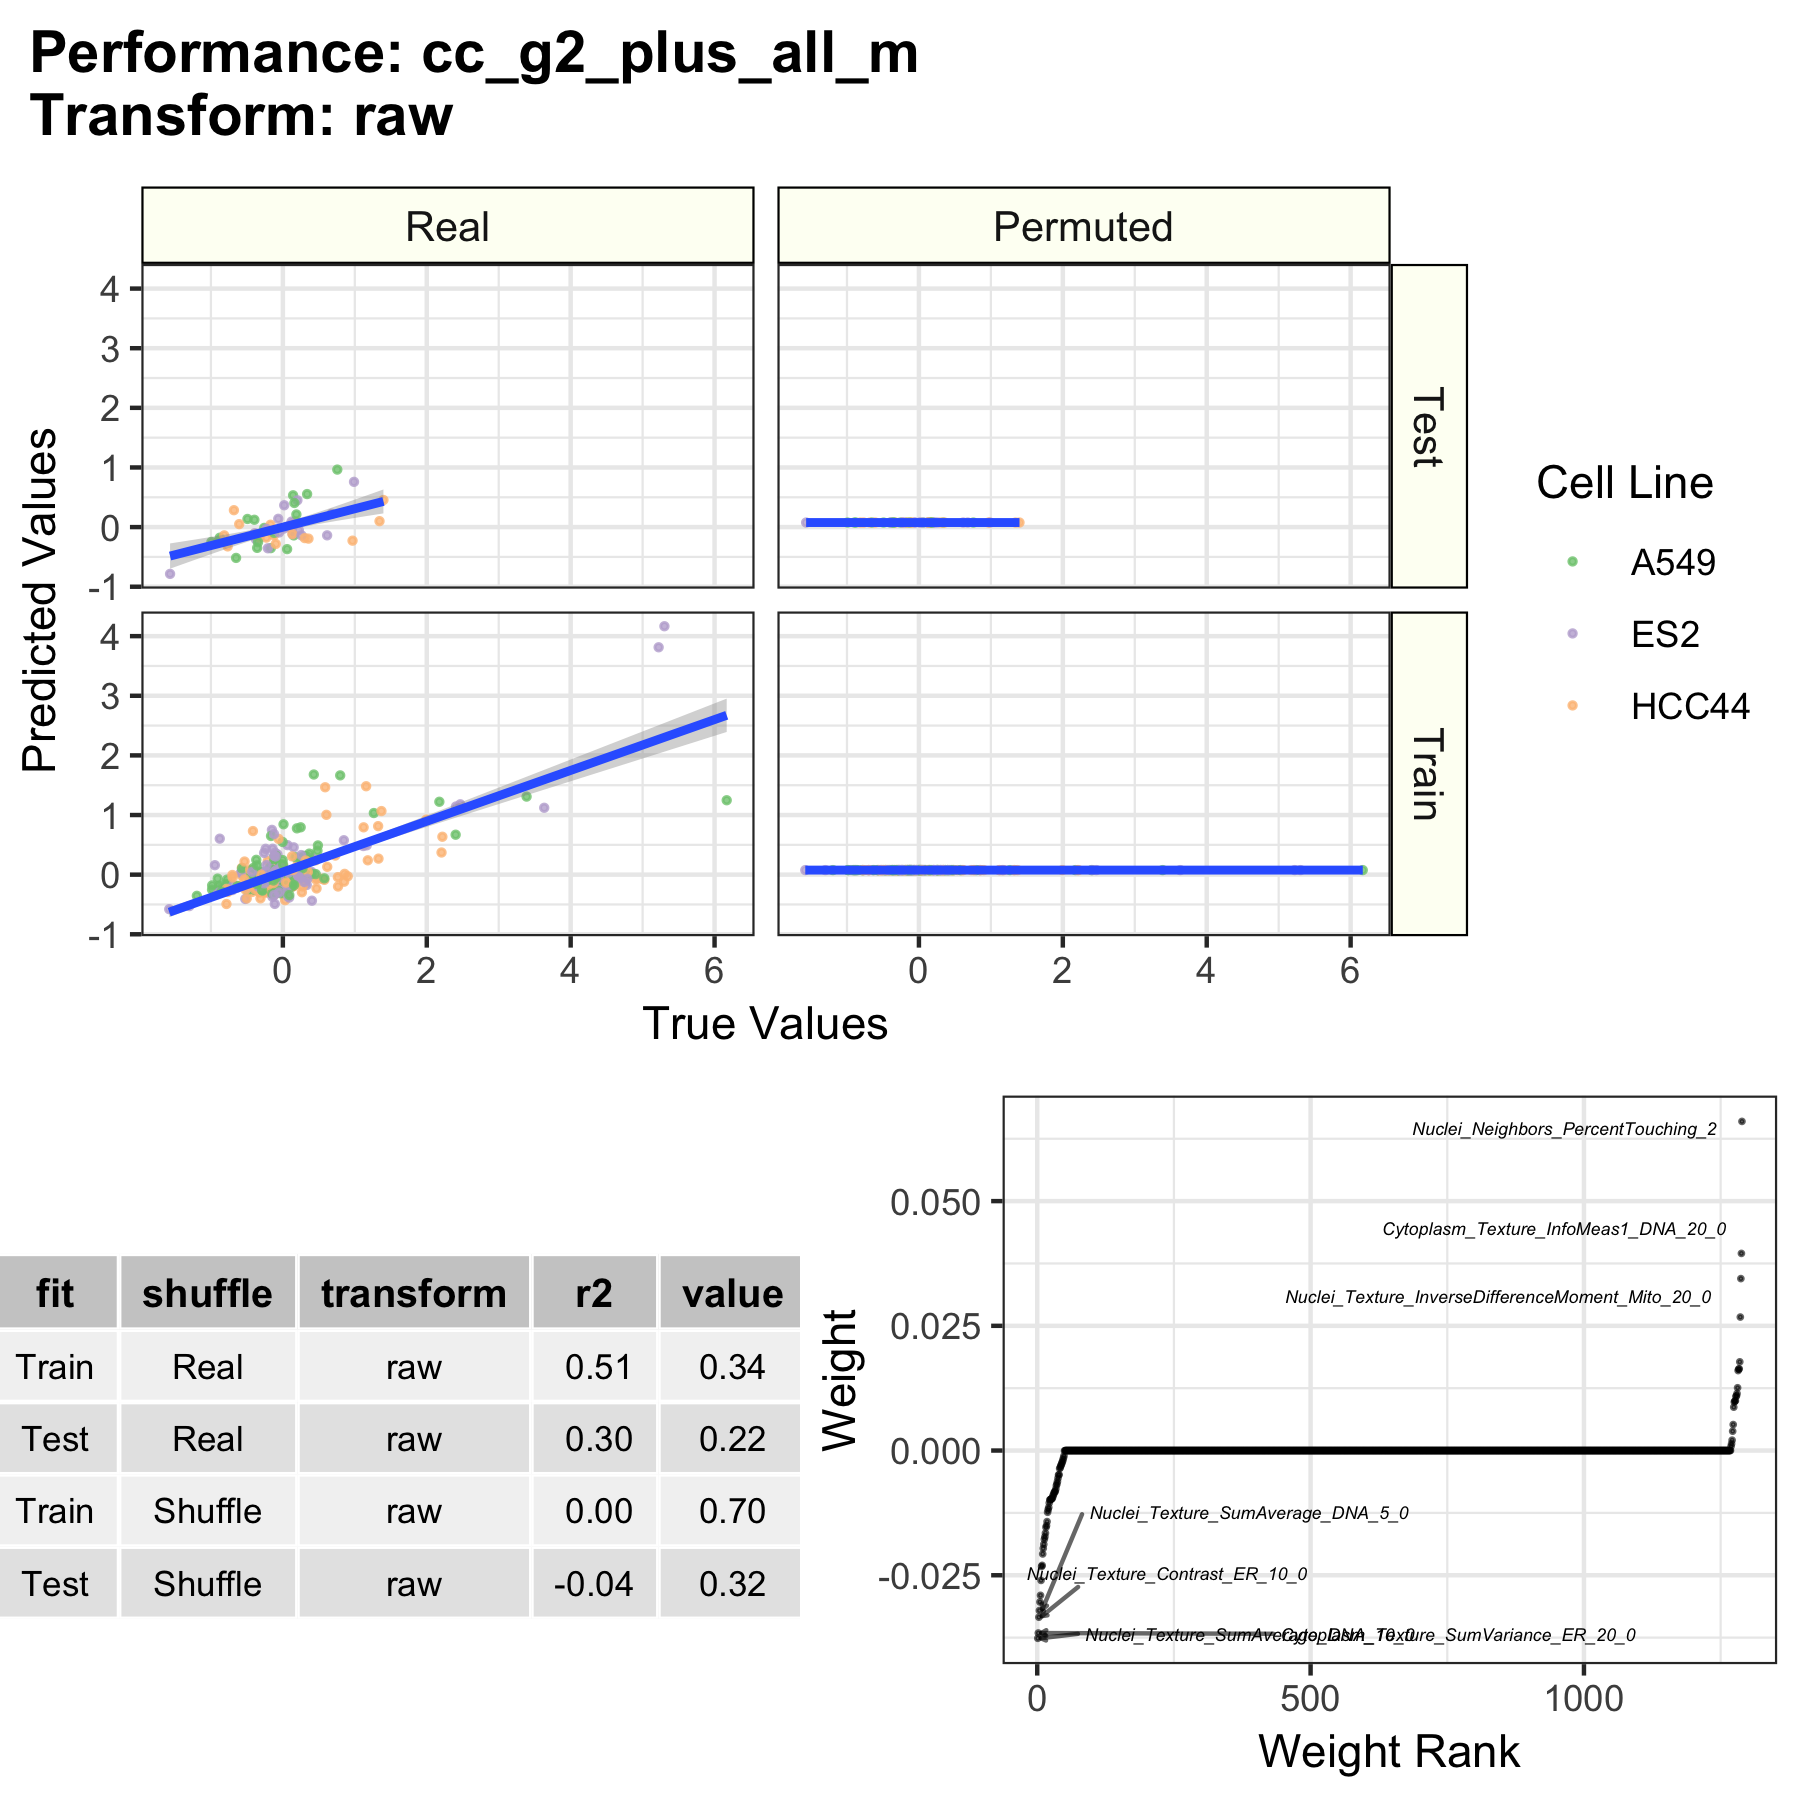 Performance: cc_g2_plus_all_m
Transform: raw
Real
Permuted
4
3
2
1
0
-1
Test
4
3
2
1
0
-1
Train
Predicted Values
0 2 4 6
0 2 4 6
True Values
Cell Line
A549
ES2
HCC44
fit shuffle transform r2 value
Train Real raw 0.51 0.34
Test Real raw 0.30 0.22
Train Shuffle raw 0.00 0.70
Test Shuffle raw -0.04 0.32
Weight
0.050
0.025
0.000
-0.025
Nuclei_Neighbors_PercentTouching_2
Cytoplasm_Texture_InfoMeas1_DNA_20_0
Nuclei_Texture_InverseDifferenceMoment_Mito_20_0
Nuclei_Texture_SumAverage_DNA_5_0
Nuclei_Texture_Contrast_ER_10_0
Nuclei_Texture_SumAverage_DNA_10_0
Cytoplasm_Texture_SumVariance_ER_20_0
0 500 1000
Weight Rank